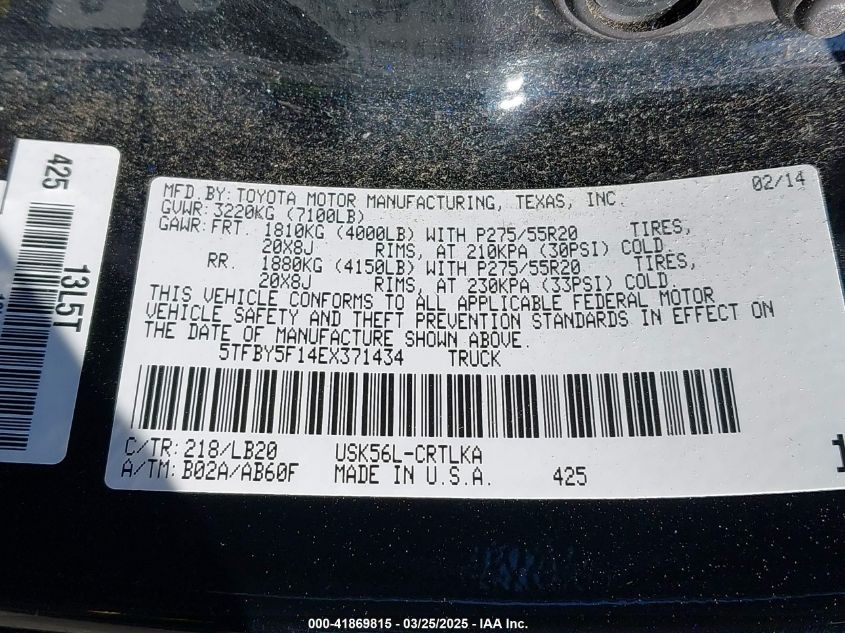 425
13L5T
MFD. BY: TOYOTA MOTOR MANUFACTURING, TEXAS, INC. 02/14
GVWR: 3220KG (7100LB)
GAWR: FRT. 1810KG (4000LB) WITH P275/55R20 TIRES,
20X8J RIMS, AT 210KPA (30PSI) COLD.
RR. 1880KG (4150LB) WITH P275/55R20 TIRES,
20X8J RIMS, AT 230KPA (33PSI) COLD.
THIS VEHICLE CONFORMS TO ALL APPLICABLE FEDERAL MOTOR
VEHICLE SAFETY AND THEFT PREVENTION STANDARDS IN EFFECT ON
THE DATE OF MANUFACTURE SHOWN ABOVE.
5TFBY5F14EX371434 TRUCK
C/TR: 218/LB20 USK56L-CRTLKA
A/TM: B02A/AB60F MADE IN U.S.A. 425
000-41869815 - 03/25/2025 - IAA Inc.